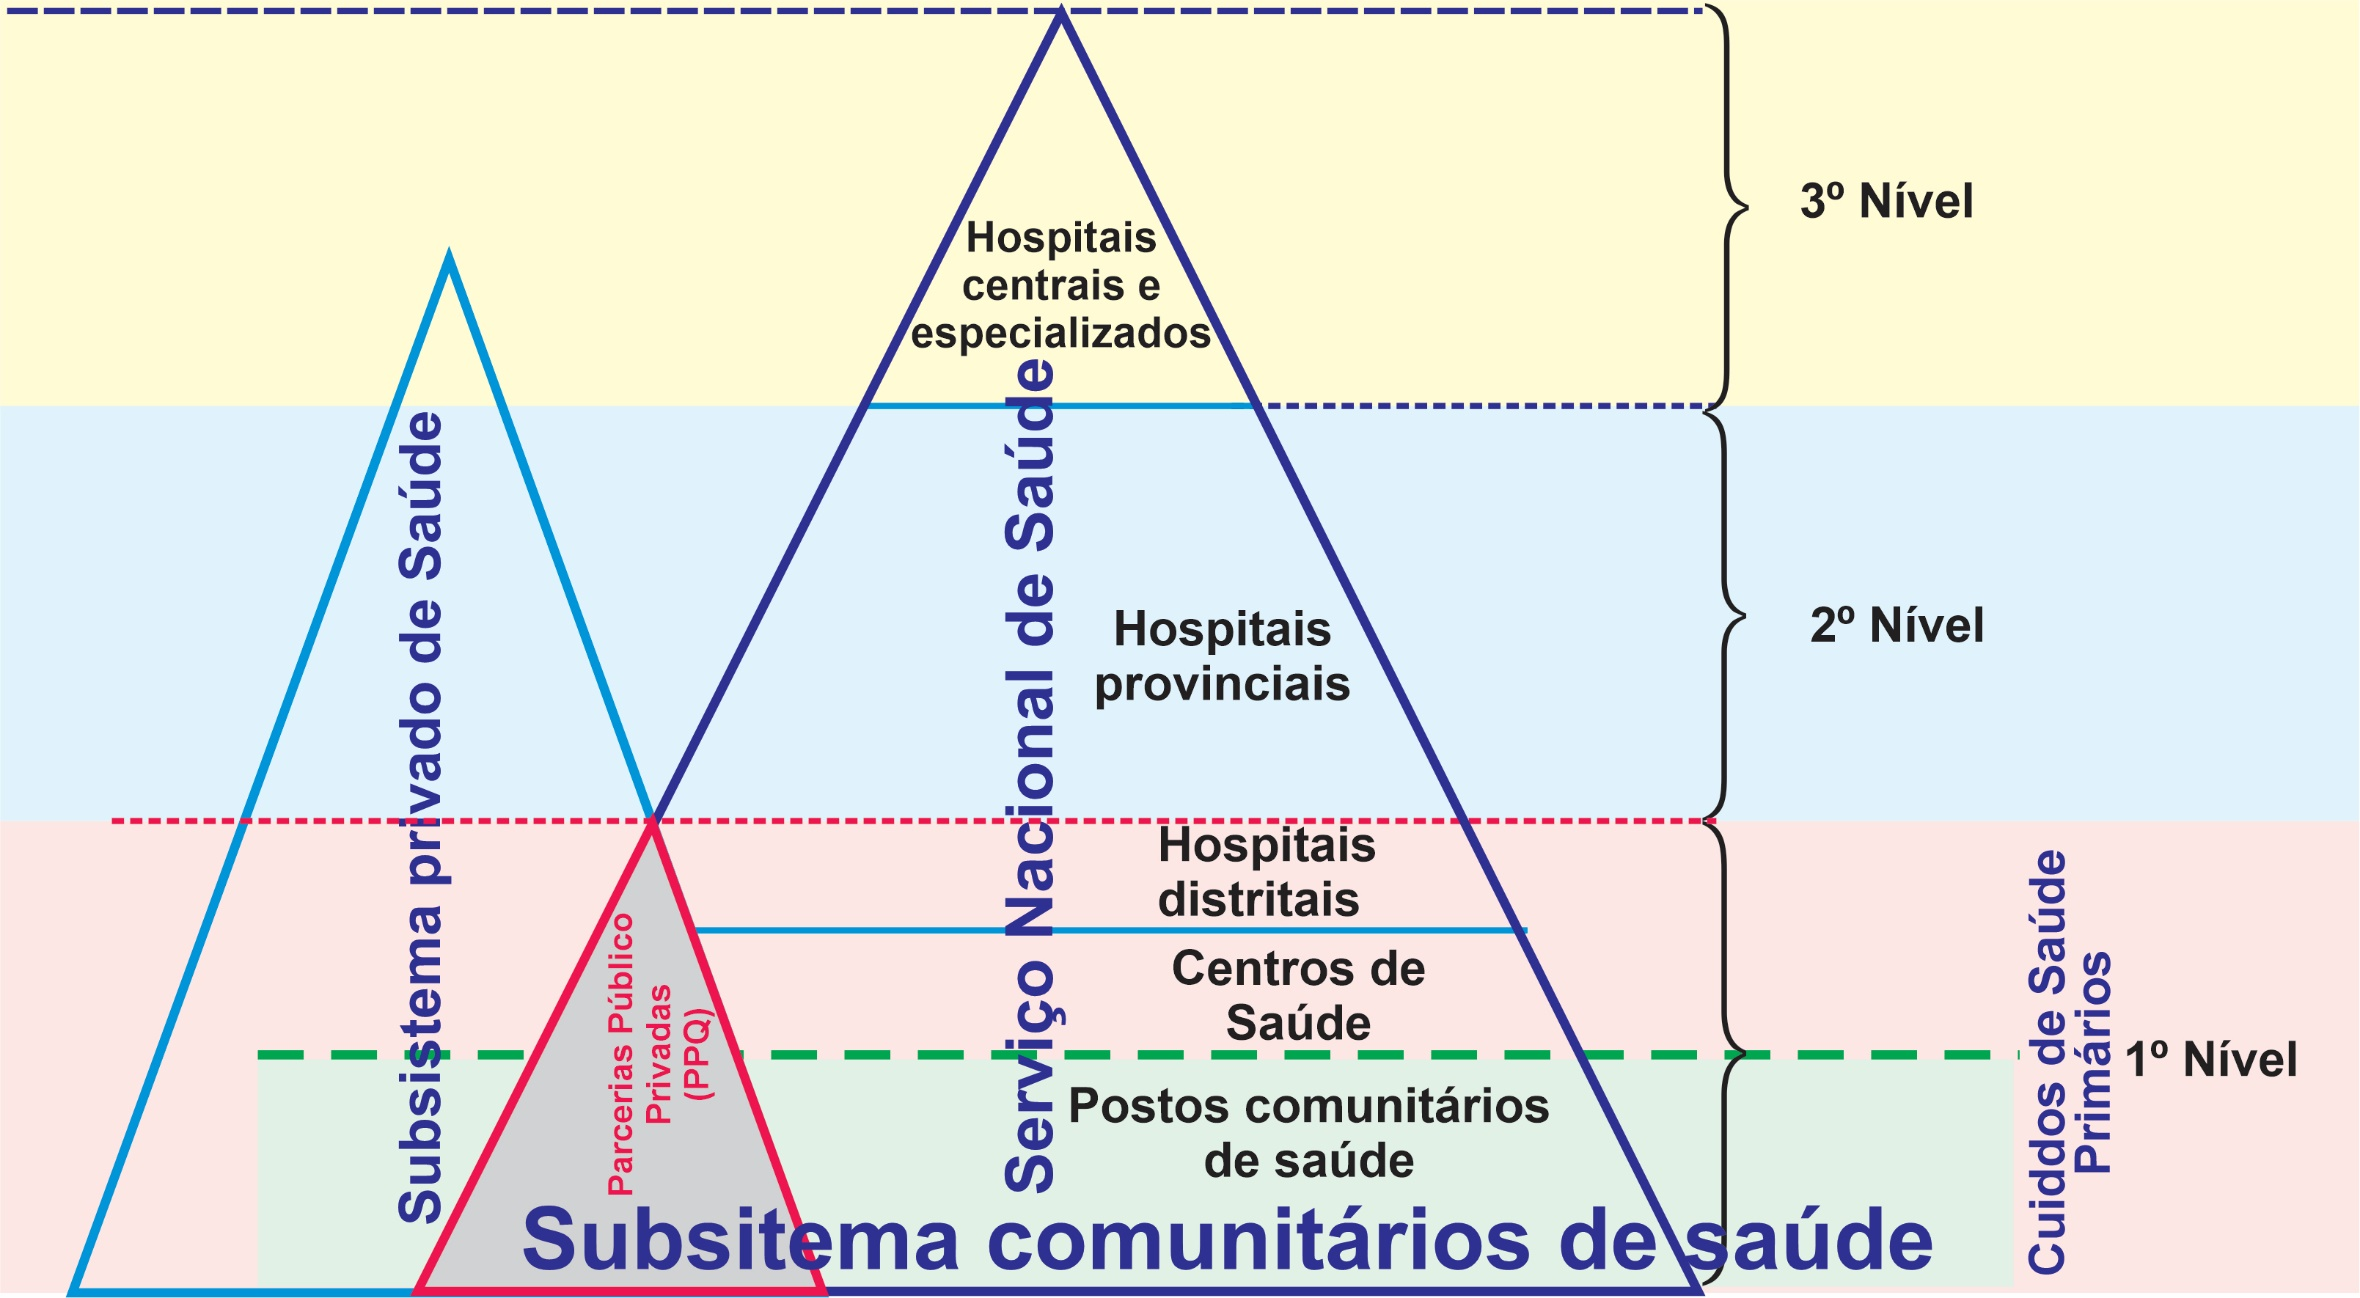 Hospitais
centrais e
especializados
3º Nível
Subsistema privado de Saúde
Serviço Nacional de Saúde
Hospitais
provinciais
2º Nível
Hospitais
distritais
Centros de
Saúde
Parcerias Público
Privadas
(PPQ)
Postos comunitários
de saúde
Cuiddos de Saúde
Primários
1º Nível
Subsitema comunitários de saúde